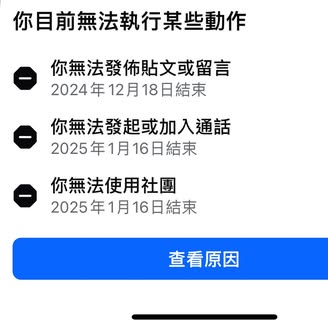 你目前無法執行某些動作
你無法發佈貼文或留言
2024年12月18日結束
你無法發起或加入通話
2025年1月16日結束
你無法使用社團
2025年1月16日結束
查看原因